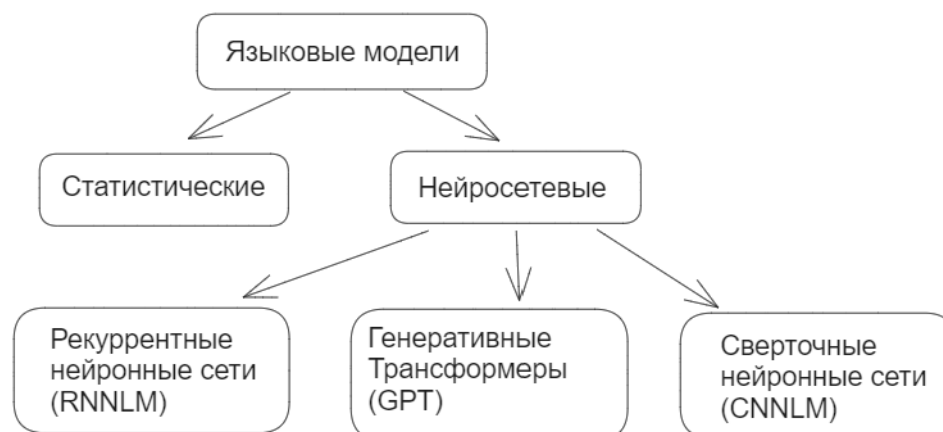 Языковые модели
Статистические
Нейросетевые
Рекуррентные
нейронные сети
(RNNLM)
Генеративные
Трансформеры
(GPT)
Сверточные
нейронные сети
(CNNLM)